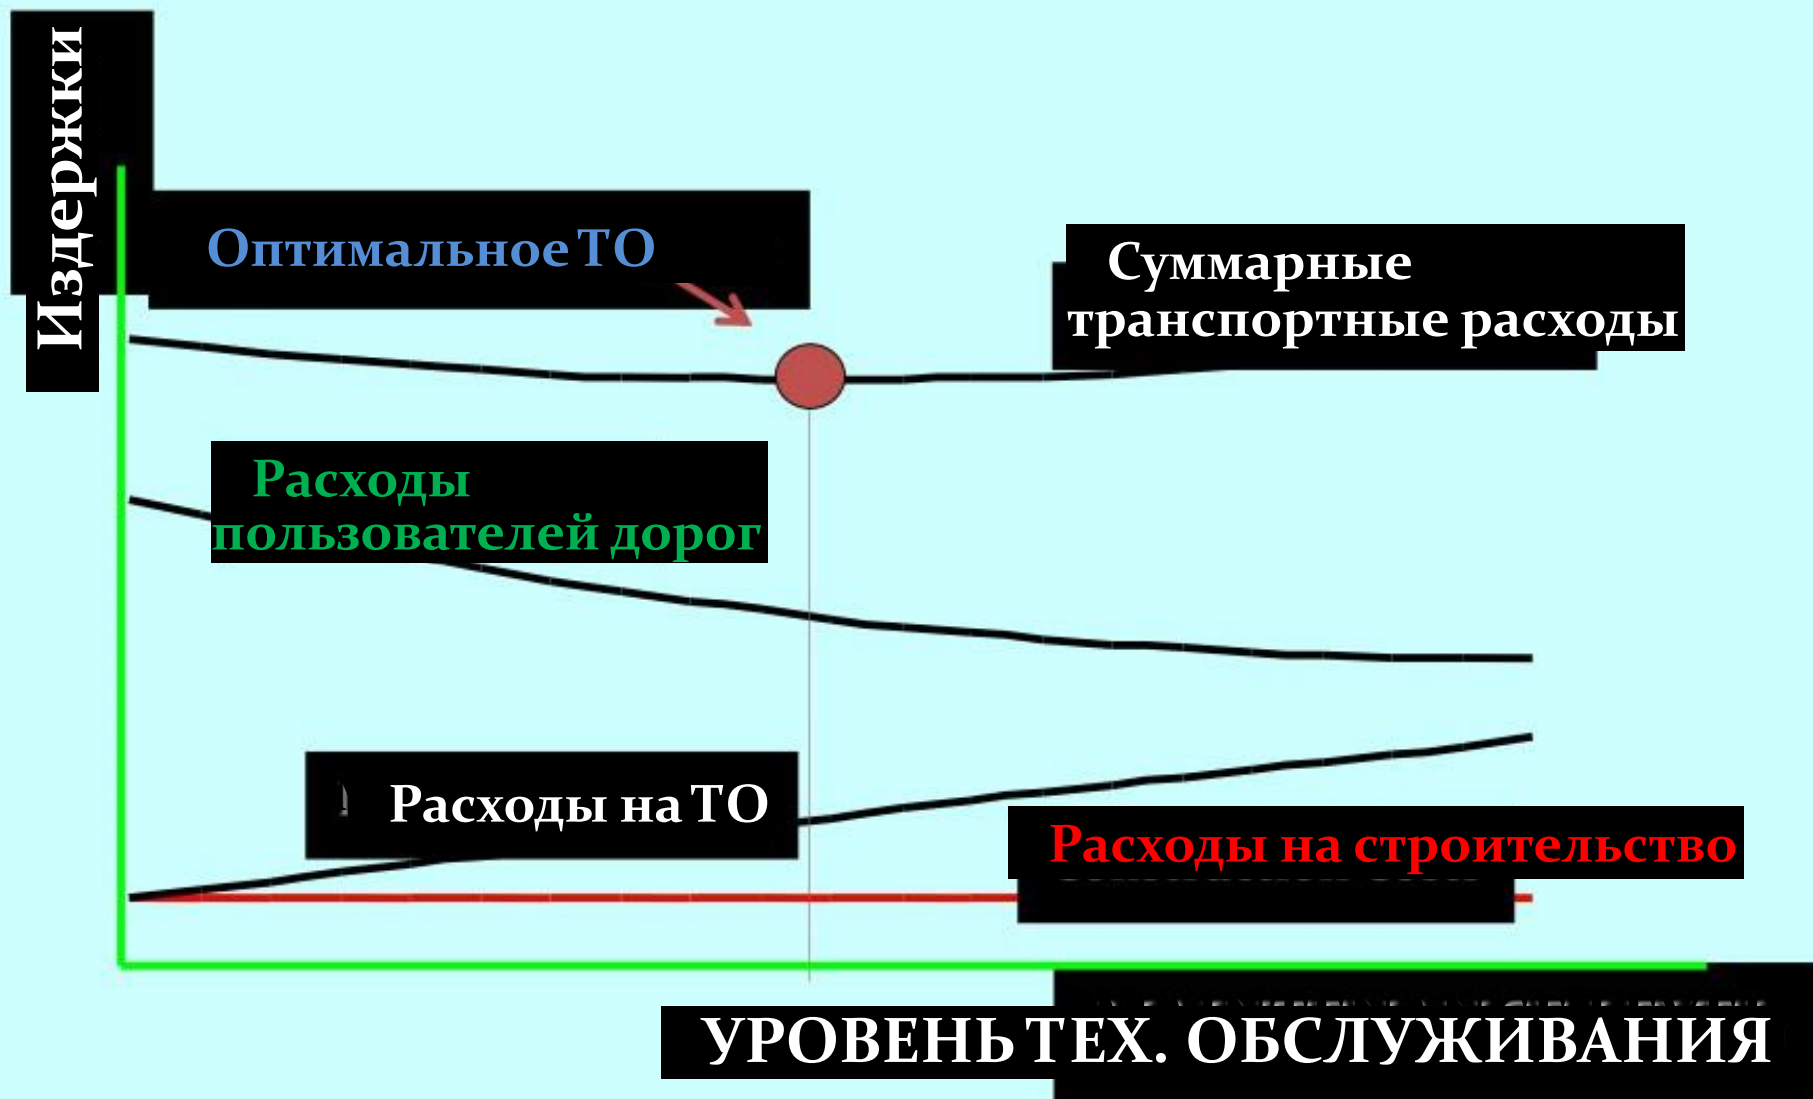 Издержки
Оптимальное ТО
Суммарные
транспортные расходы
Расходы
пользователей дорог
Расходы на ТО
Расходы на строительство
УРОВЕНЬ ТЕХ. ОБСЛУЖИВАНИЯ